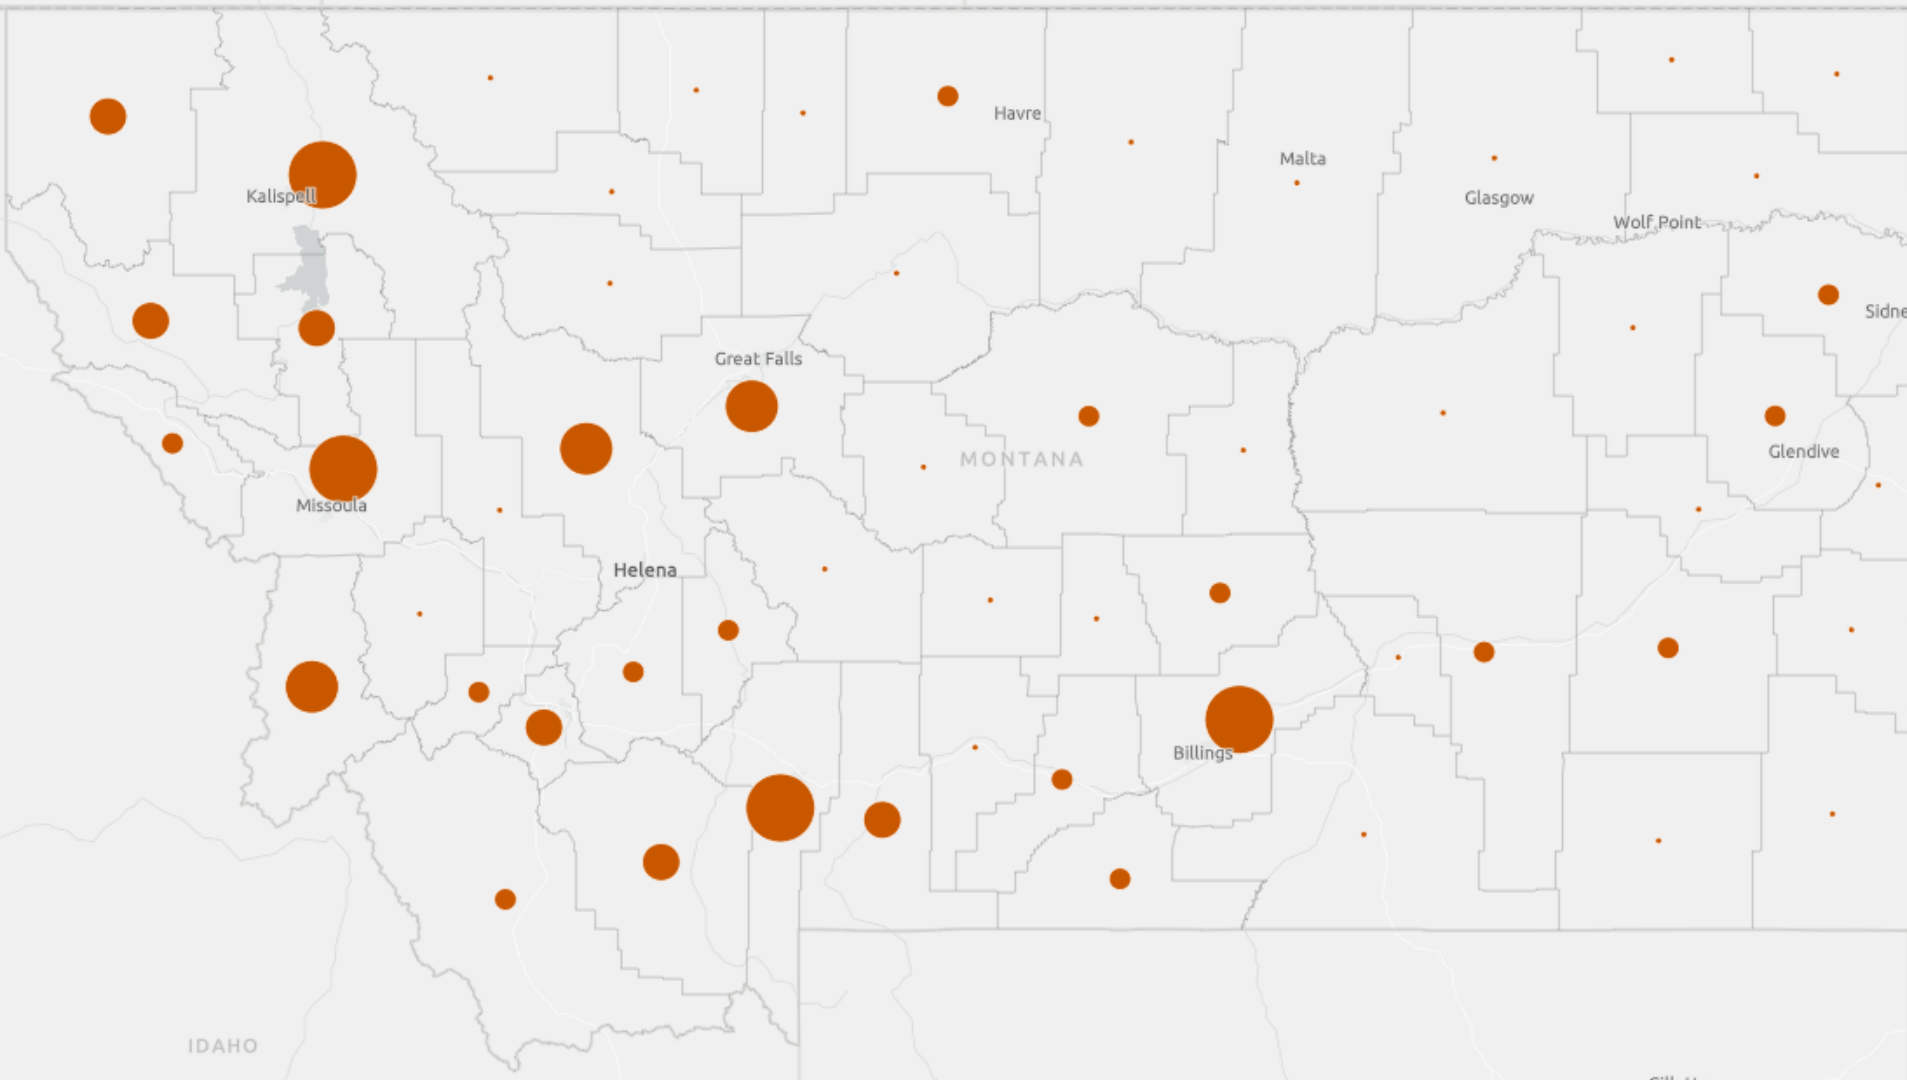 Havre
Malta
Kalispell
Glasgow
Wolf Point
Sidne
Great Falls
MONTANA
Glendive
Missoula
Helena
Billings
IDAHO